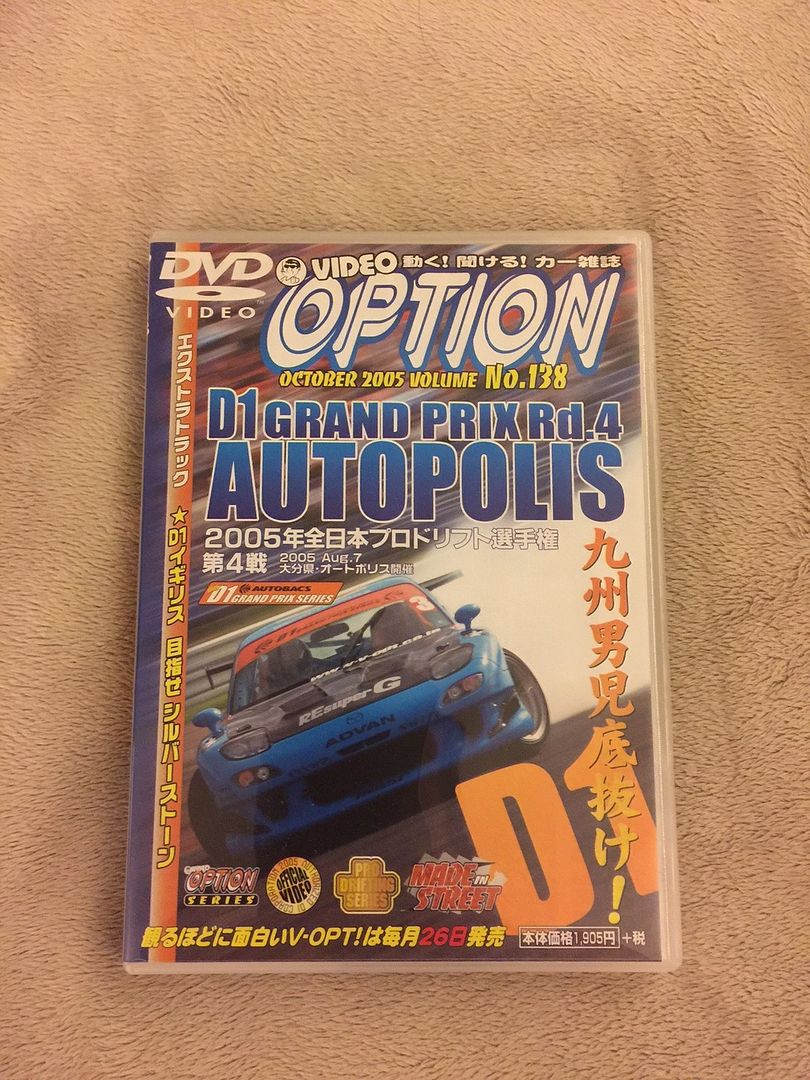 DVD
VIDEO
VIDEO 動く!聞ける!カー雑誌
OPTION
OCTOBER 2005 VOLUME No.138
D1 GRAND PRIX Rd.4
AUTOPOLIS
2005年全日本プロドリフト選手権
第4戦 2005 Aug.7
大分県・オートポリス開催
D1 AUTOBACS
GRAND PRIX SERIES
エクストラトラック ★D1イギリス 目指せ シルバーストーン
九州男児底抜け!
3
www.v-opt.co.jp
RE super G
ADVAN
D1
OPTION
SERIES
OFFICIAL
VIDEO
PRO
DRIFTING
SERIES
MADE
IN
STREET
観るほどに面白いV-OPT!は毎月26日発売 本体価格1,905円+税